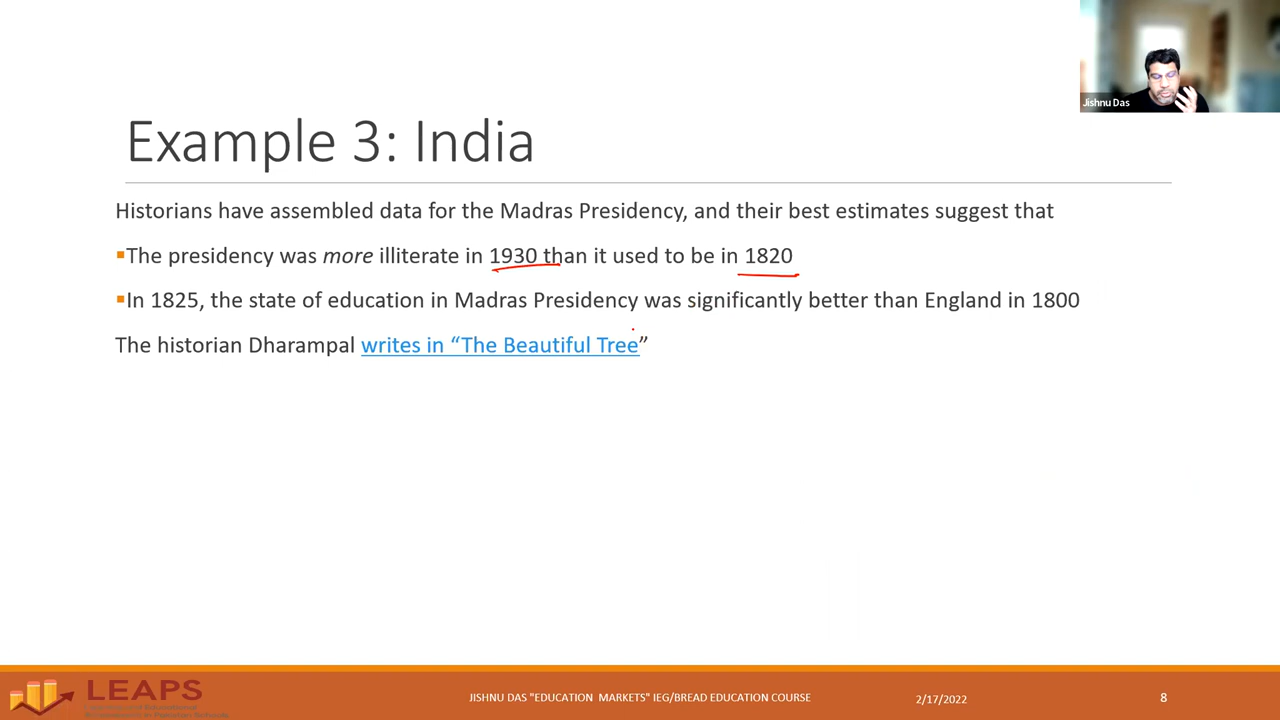 Jishnu Das
Example 3: India
Historians have assembled data for the Madras Presidency, and their best estimates suggest that
▪The presidency was more illiterate in 1930 than it used to be in 1820
▪In 1825, the state of education in Madras Presidency was significantly better than England in 1800
The historian Dharampal writes in “The Beautiful Tree”
LEAPS
JISHNU DAS "EDUCATION MARKETS" IEG/BREAD EDUCATION COURSE
2/17/2022
8